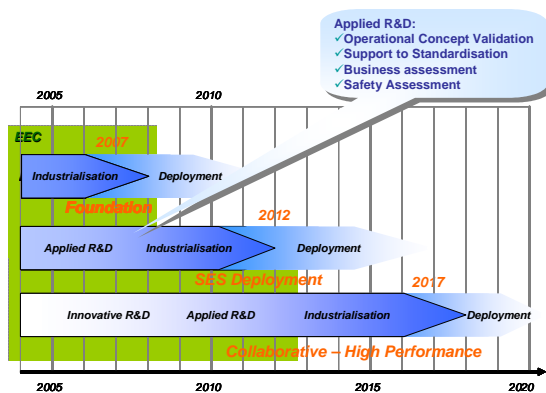 Applied R&D:
✓Operational Concept Validation
✓Support to Standardisation
✓Business assessment
✓Safety Assessment
2005 2010
EEC
2007
Industrialisation Deployment
Foundation
2012
Applied R&D Industrialisation Deployment
SES Deployment
2017
Innovative R&D Applied R&D Industrialisation Deployment
Collaborative – High Performance
2005 2010 2015 2020